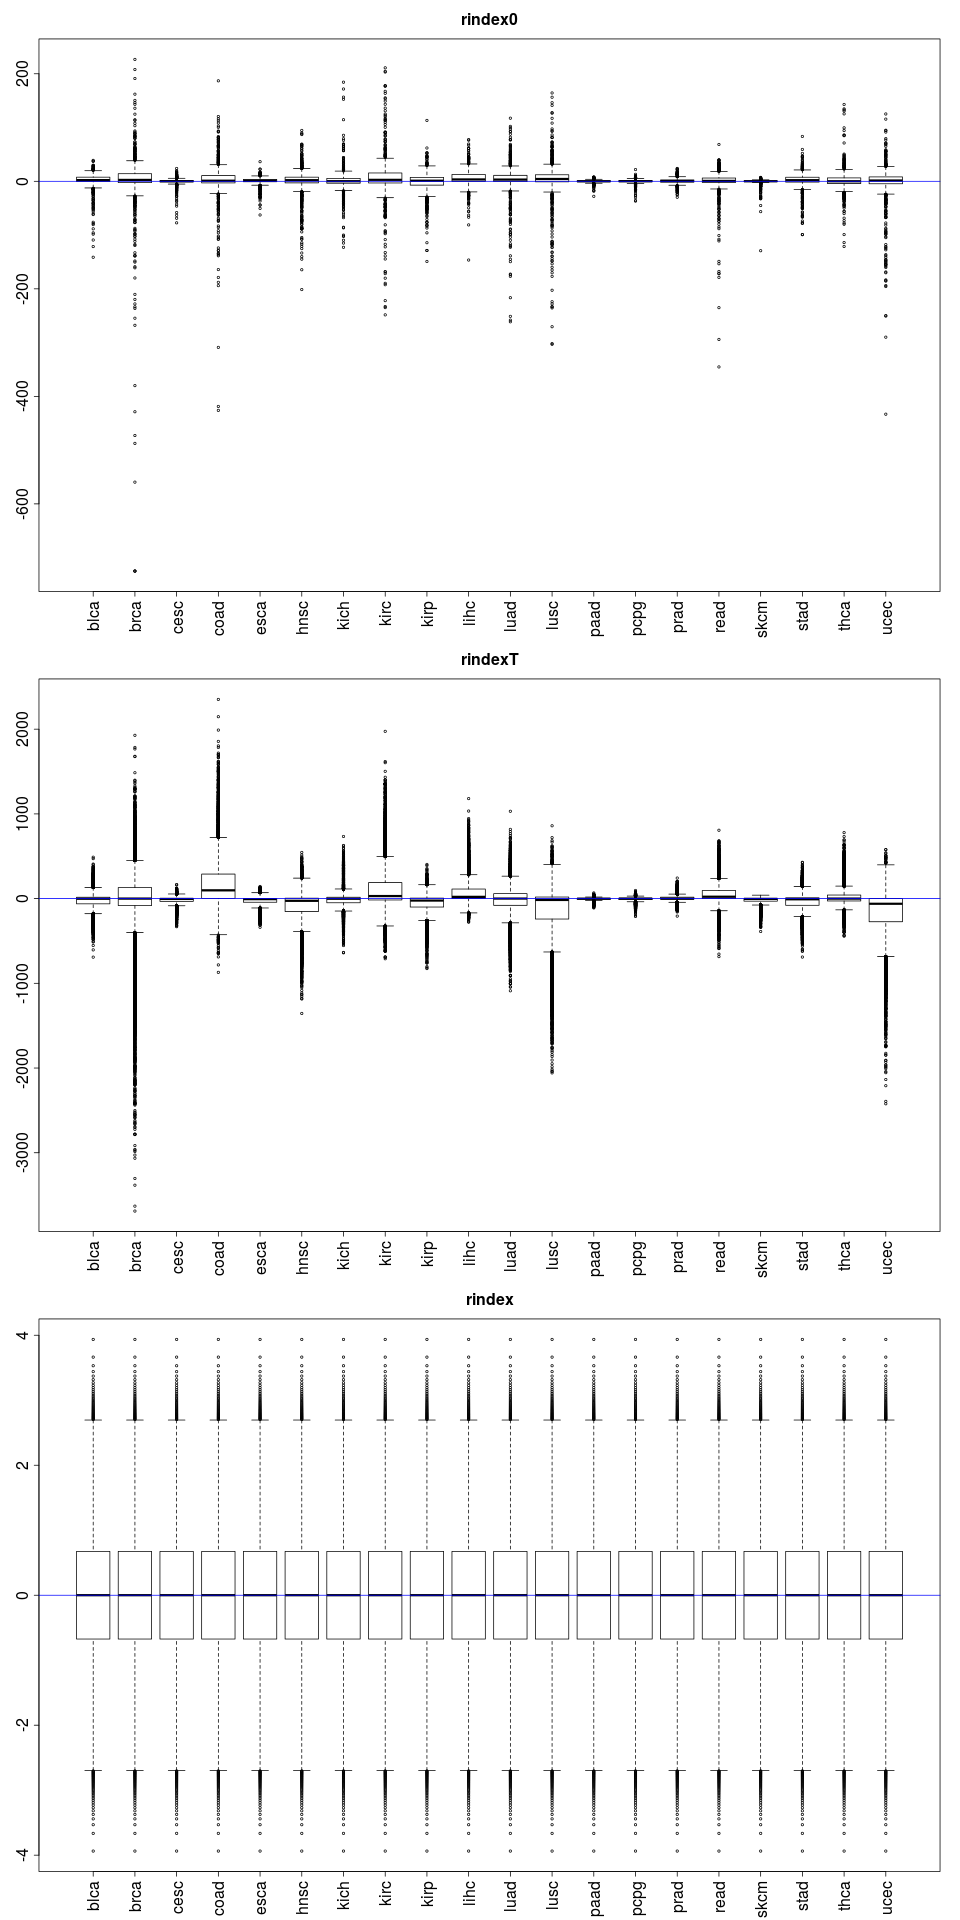 rindex0
200
0
-200
-400
-600
blca brca cesc coad esca hnsc kich kirc kirp lihc luad lusc paad pcpg prad read skcm stad thca ucec
rindexT
2000
1000
0
-1000
-2000
-3000
blca brca cesc coad esca hnsc kich kirc kirp lihc luad lusc paad pcpg prad read skcm stad thca ucec
rindex
4
2
0
-2
-4
blca brca cesc coad esca hnsc kich kirc kirp lihc luad lusc paad pcpg prad read skcm stad thca ucec